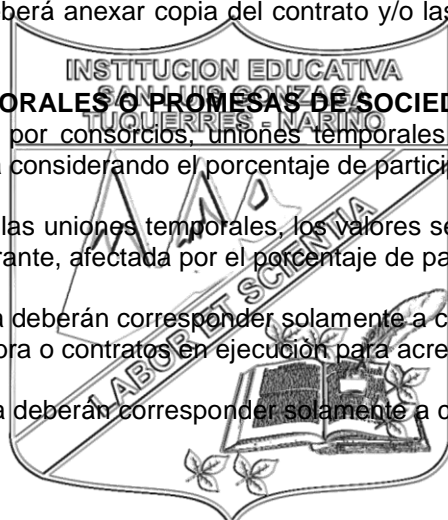 eberá anexar copia del contrato y/o las
INSTITUCION EDUCATIVA
SAN LUIS GONZAGA
TUQUERRES - NARIÑO
ORALES O PROMESAS DE SOCIED
por consorcios, uniones temporales
considerando el porcentaje de partici
las uniones temporales, los valores se
rante, afectada por el porcentaje de pa
LABOR ET SCIENTIA
a deberán corresponder solamente a c
ora o contratos en ejecución para acre
a deberán corresponder solamente a c